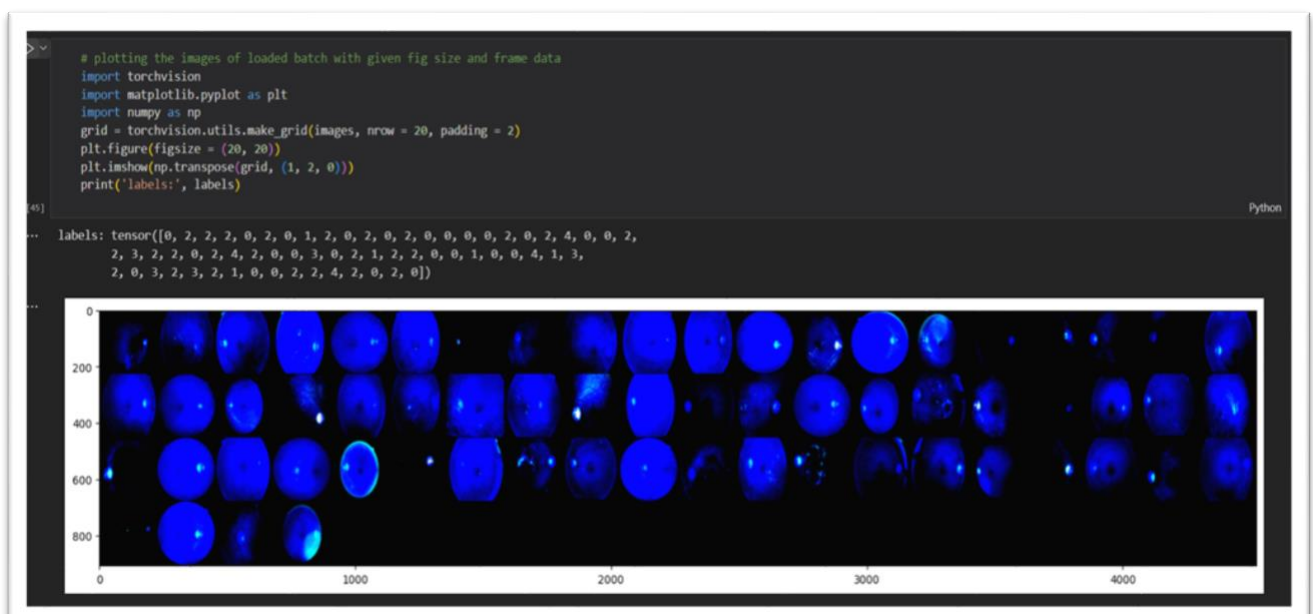 # plotting the images of loaded batch with given fig size and frame data
import torchvision
import matplotlib.pyplot as plt
import numpy as np
grid = torchvision.utils.make_grid(images, nrow = 20, padding = 2)
plt.figure(figsize = (20, 20))
plt.imshow(np.transpose(grid, (1, 2, 0)))
print('labels:', labels)
[45]
Python
... labels: tensor([0, 2, 2, 2, 0, 2, 0, 1, 2, 0, 2, 0, 2, 0, 0, 0, 0, 2, 0, 2, 4, 0, 0, 2,
2, 3, 2, 2, 0, 2, 4, 2, 0, 0, 3, 0, 2, 1, 2, 2, 0, 0, 1, 0, 0, 4, 1, 3,
2, 0, 3, 2, 3, 2, 1, 0, 0, 2, 2, 4, 2, 0, 2, 0])
...
0
200
400
600
800
0 1000 2000 3000 4000